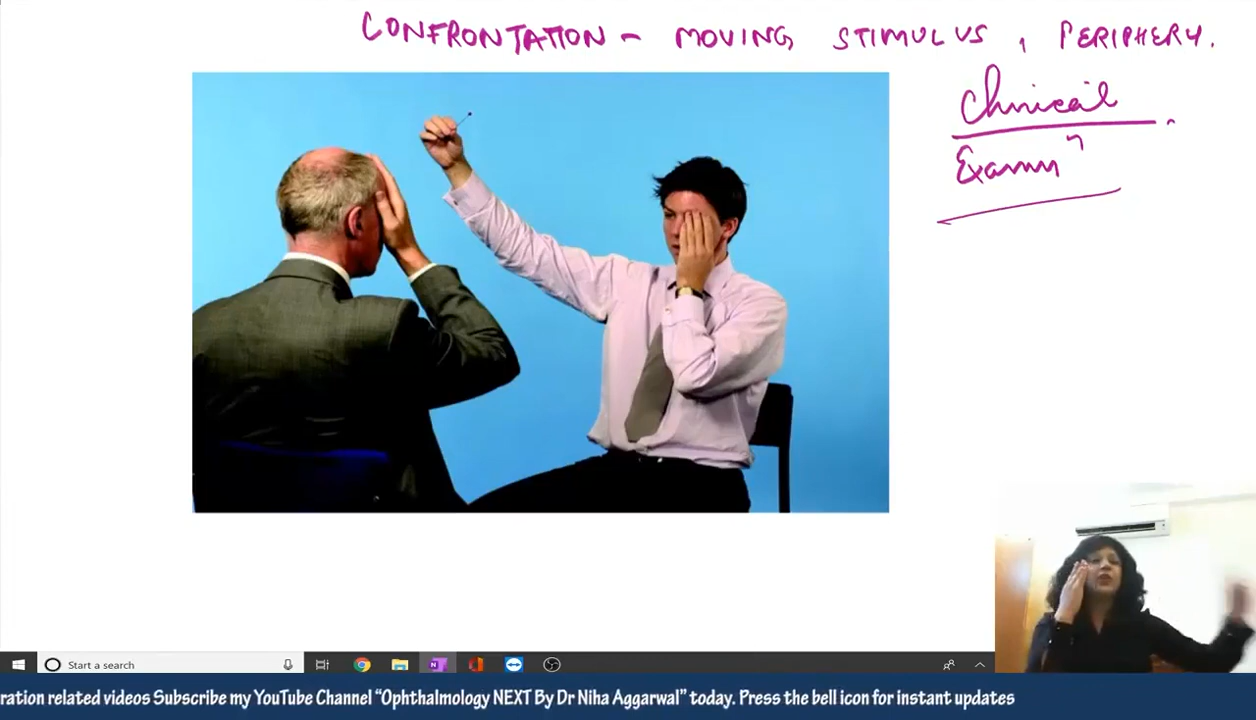 CONFRONTATION - MOVING STIMULUS, PERIPHERY.
Clinical
Examn
Start a search
ration related videos Subscribe my YouTube Channel “Ophthalmology NEXT By Dr Niha Aggarwal” today. Press the bell icon for instant updates